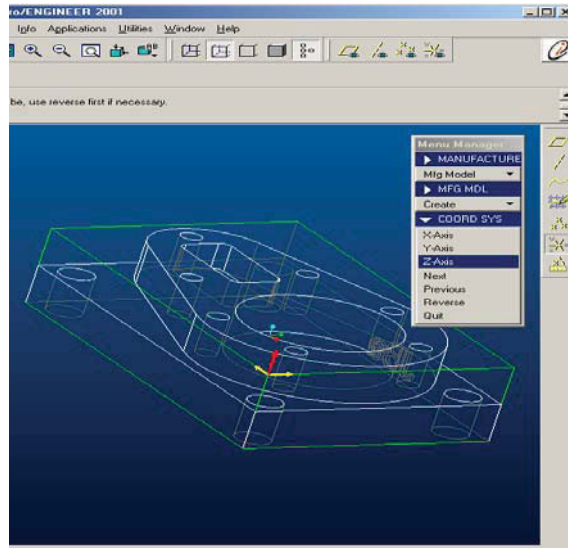 ro/ENGINEER 2001
Info Applications Utilities Window Help
be, use reverse first if necessary.
Menu Manager
MANUFACTURE
Mfg Model
MFG MDL
Create
COORD SYS
X-Axis
Y-Axis
Z-Axis
Next
Previous
Reverse
Quit